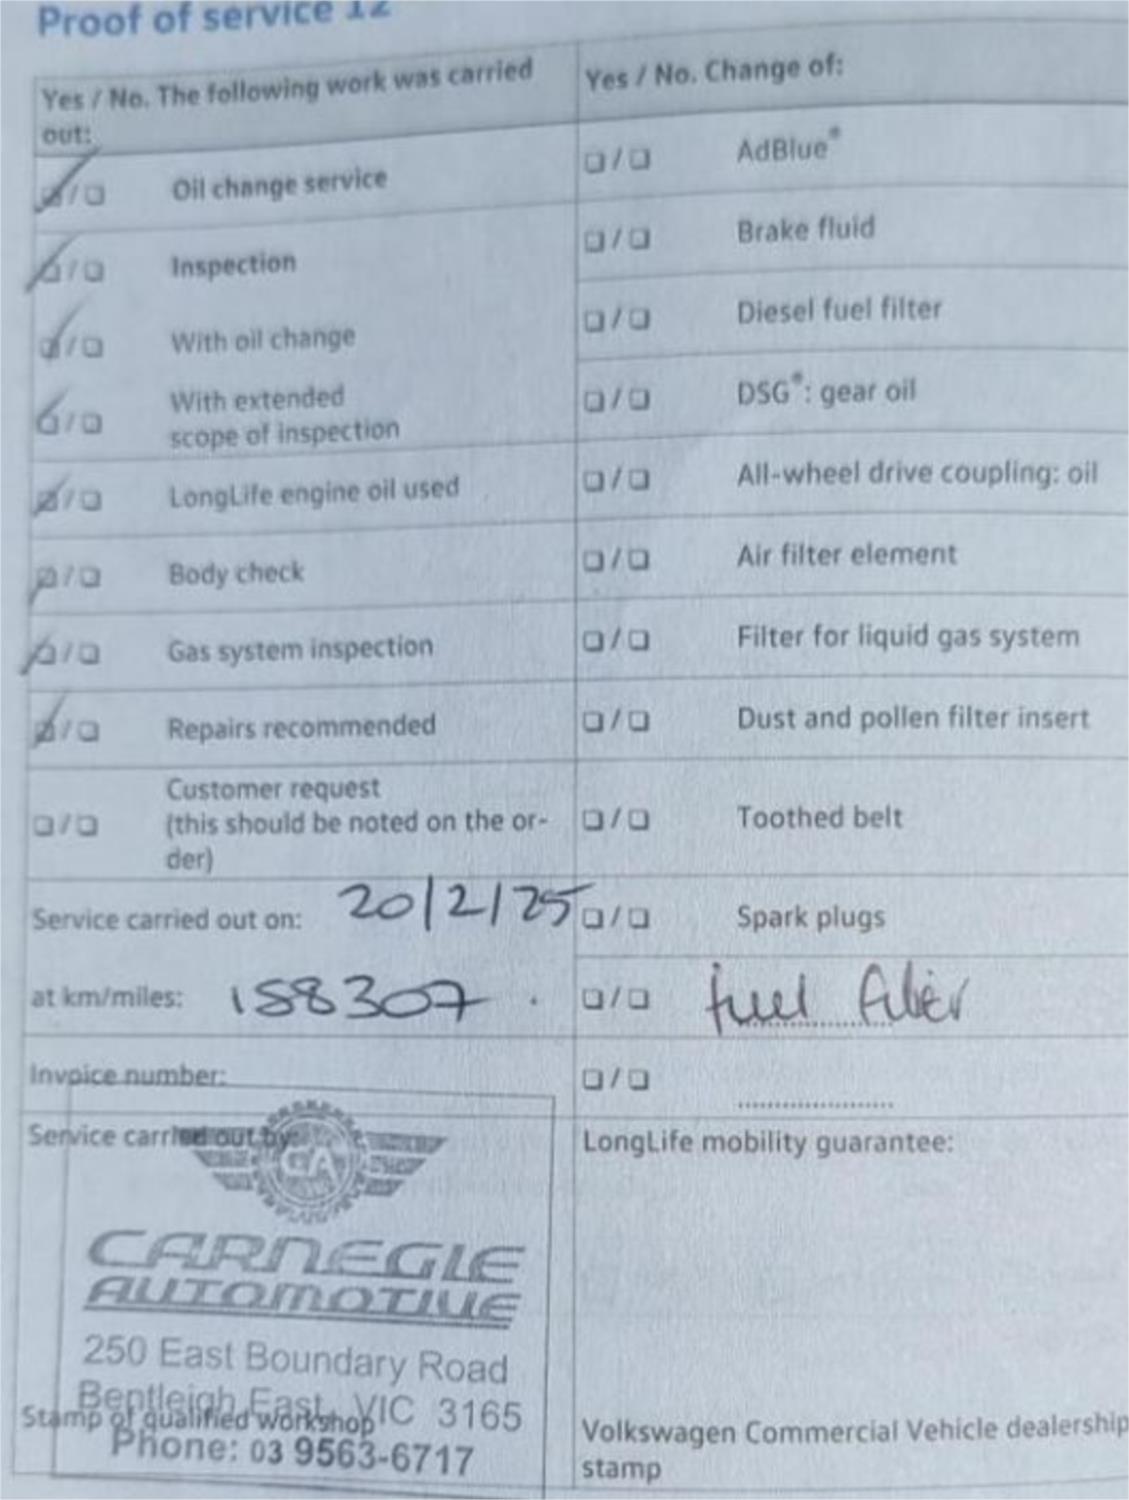 Proof of service 12
Yes / No. The following work was carried
out:
Oil change service
Inspection
With oil change
With extended
scope of inspection
LongLife engine oil used
Body check
Gas system inspection
Repairs recommended
Customer request
(this should be noted on the or-
der)
Service carried out on: 20/2/25
at km/miles: 158307
Invoice number:
Service carried out by:
GA
CARNEGIE
AUTOMOTIVE
250 East Boundary Road
Bentleigh East, VIC 3165
Stamp of qualified workshop
Phone: 03 9563-6717
Yes / No. Change of:
AdBlue®
Brake fluid
Diesel fuel filter
DSG®: gear oil
All-wheel drive coupling: oil
Air filter element
Filter for liquid gas system
Dust and pollen filter insert
Toothed belt
Spark plugs
fuel filter
LongLife mobility guarantee:
Volkswagen Commercial Vehicle dealership
stamp